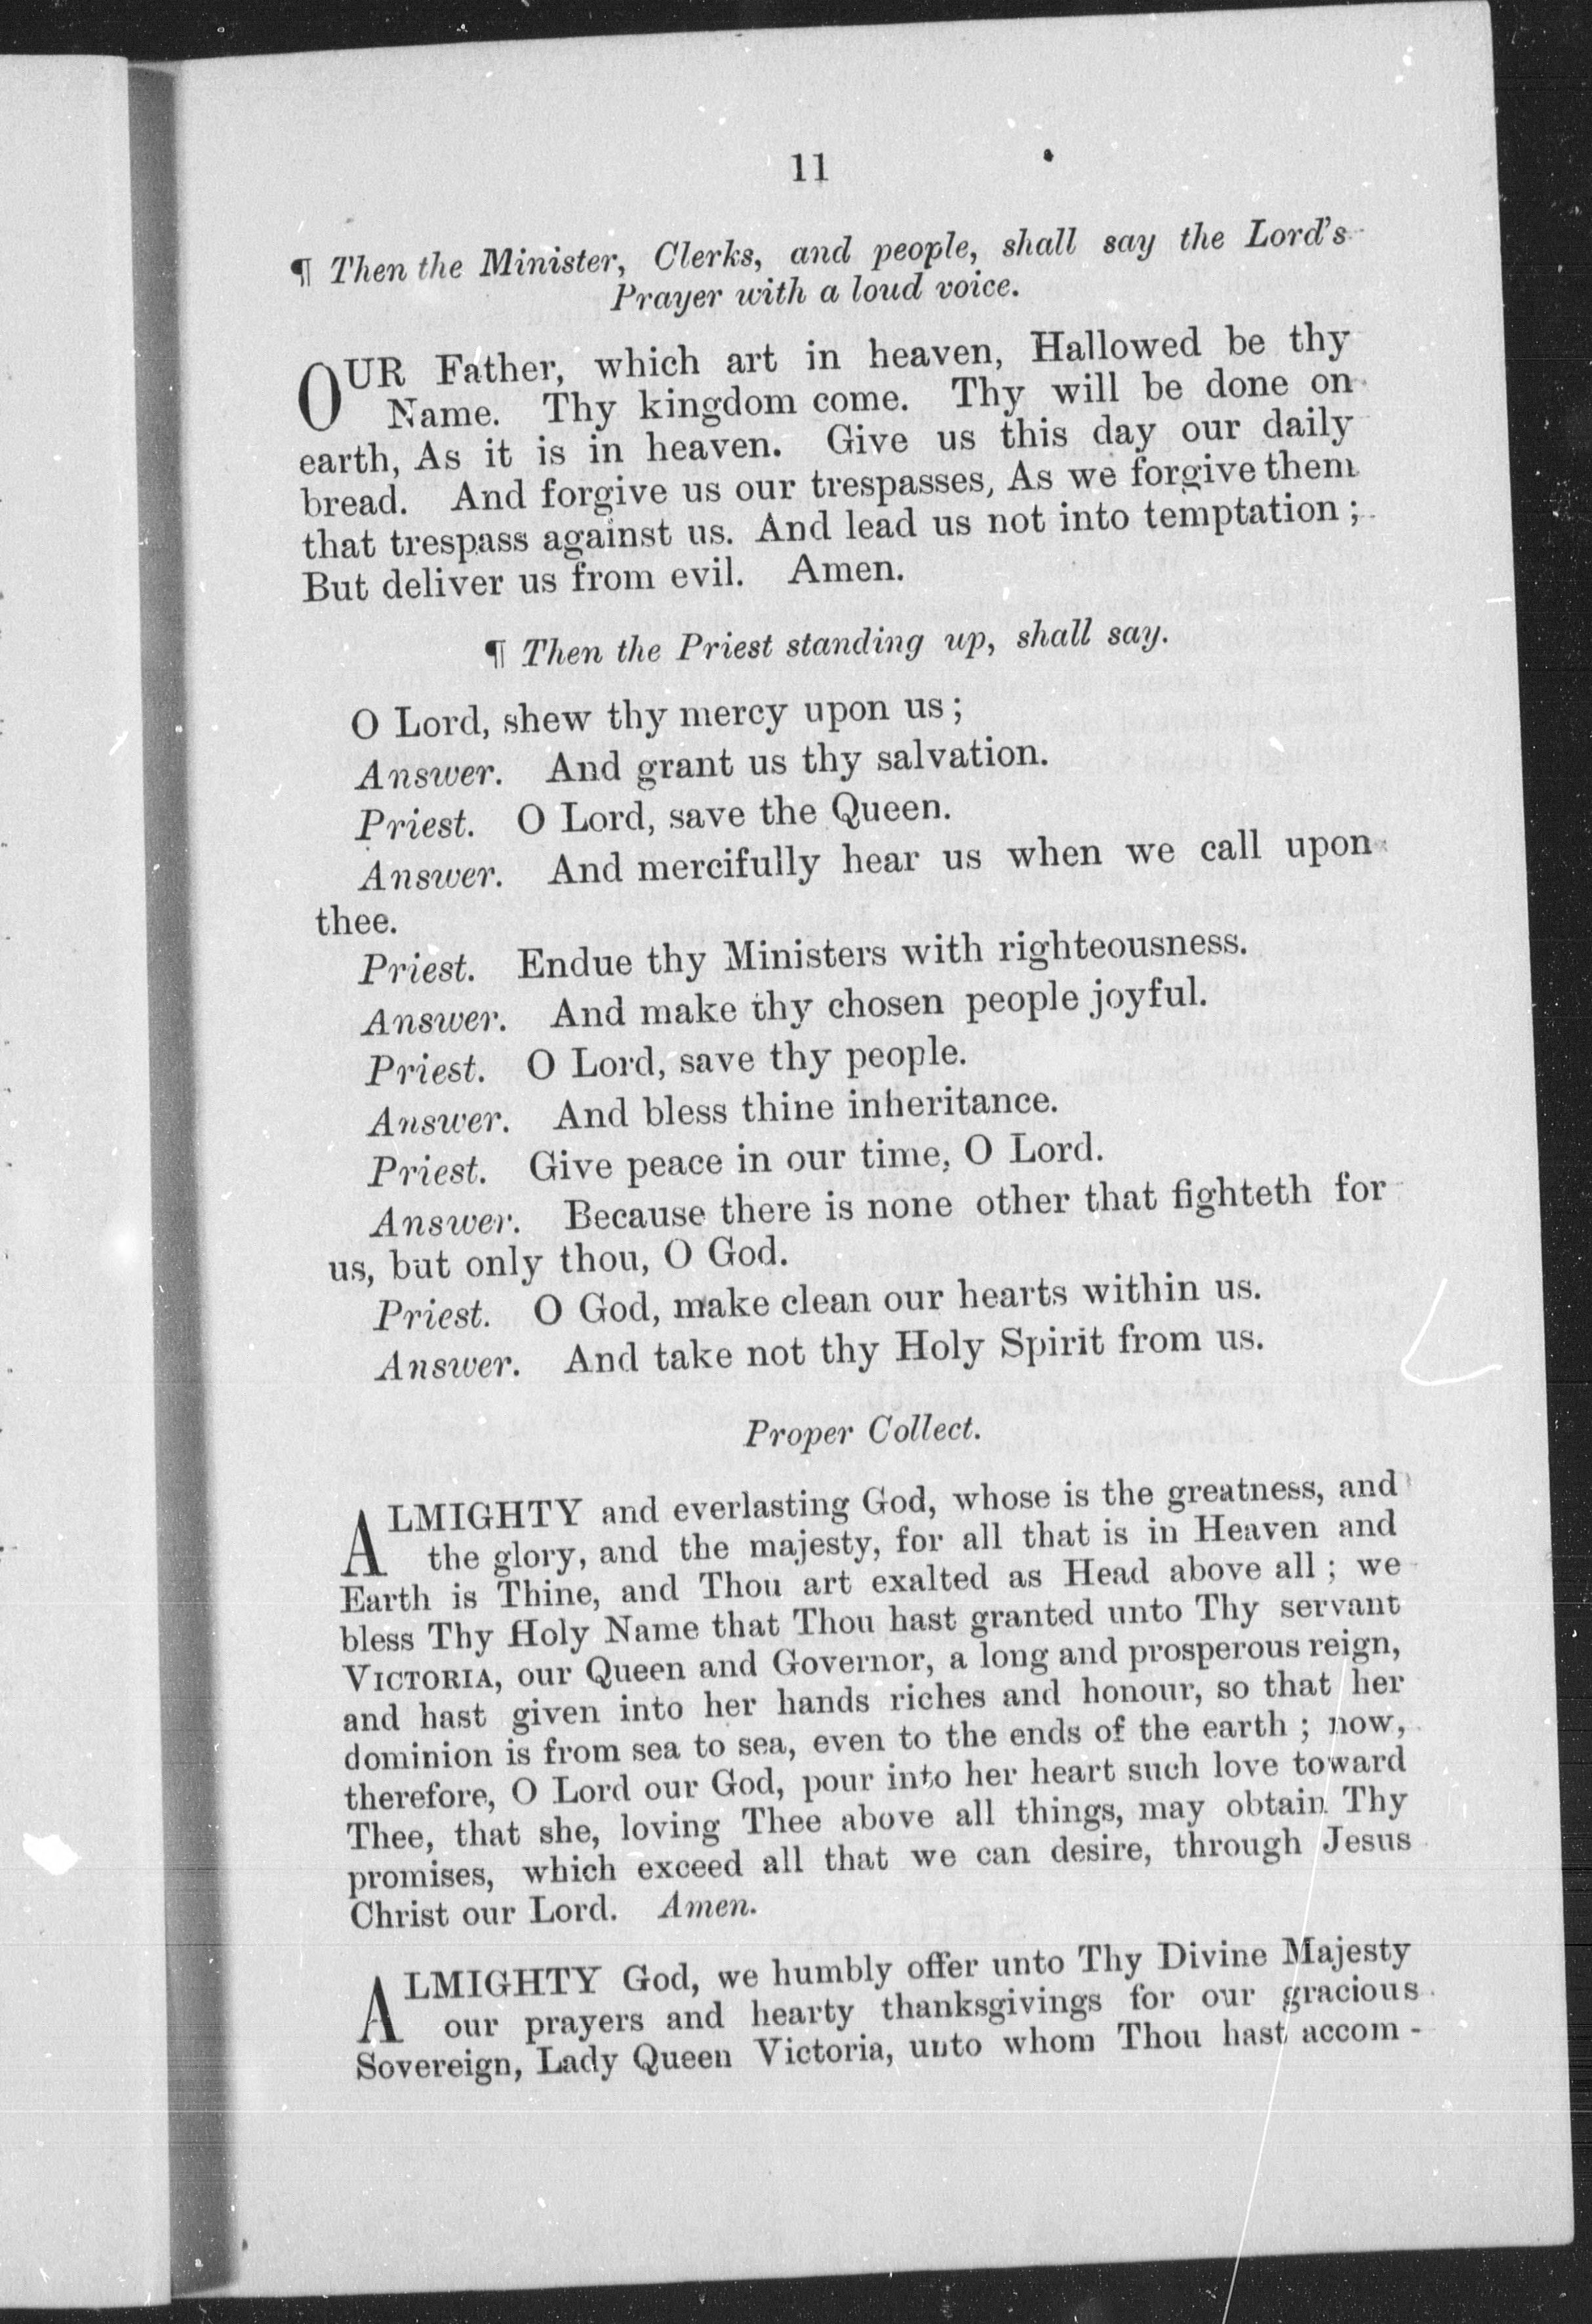 11
¶ Then the Minister, Clerks, and people, shall say the Lord's
Prayer with a loud voice.
OUR Father, which art in heaven, Hallowed be thy
Name. Thy kingdom come. Thy will be done on
earth, As it is in heaven. Give us this day our daily
bread. And forgive us our trespasses, As we forgive them
that trespass against us. And lead us not into temptation ;
But deliver us from evil. Amen.
¶ Then the Priest standing up, shall say.
O Lord, shew thy mercy upon us ;
Answer. And grant us thy salvation.
Priest. O Lord, save the Queen.
Answer. And mercifully hear us when we call upon
thee.
Priest. Endue thy Ministers with righteousness.
Answer. And make thy chosen people joyful.
Priest. O Lord, save thy people.
Answer. And bless thine inheritance.
Priest. Give peace in our time, O Lord.
Answer. Because there is none other that fighteth for
us, but only thou, O God.
Priest. O God, make clean our hearts within us.
Answer. And take not thy Holy Spirit from us.
Proper Collect.
ALMIGHTY and everlasting God, whose is the greatness, and
the glory, and the majesty, for all that is in Heaven and
Earth is Thine, and Thou art exalted as Head above all ; we
bless Thy Holy Name that Thou hast granted unto Thy servant
VICTORIA, our Queen and Governor, a long and prosperous reign,
and hast given into her hands riches and honour, so that her
dominion is from sea to sea, even to the ends of the earth ; now,
therefore, O Lord our God, pour into her heart such love toward
Thee, that she, loving Thee above all things, may obtain Thy
promises, which exceed all that we can desire, through Jesus
Christ our Lord. Amen.
ALMIGHTY God, we humbly offer unto Thy Divine Majesty
our prayers and hearty thanksgivings for our gracious
Sovereign, Lady Queen Victoria, unto whom Thou hast accom-